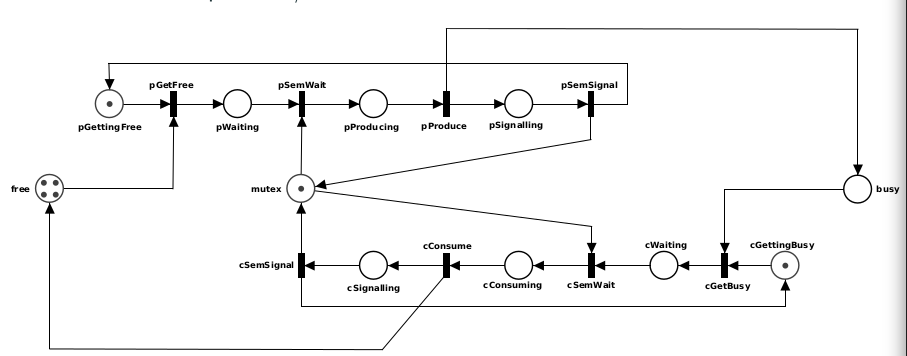 pGetFree
pSemWait
pSemSignal
pGettingFree
pWaiting
pProducing
pProduce
pSignalling
free
mutex
busy
cConsume
cWaiting
cGettingBusy
cSemSignal
cSignalling
cConsuming
cSemWait
cGetBusy